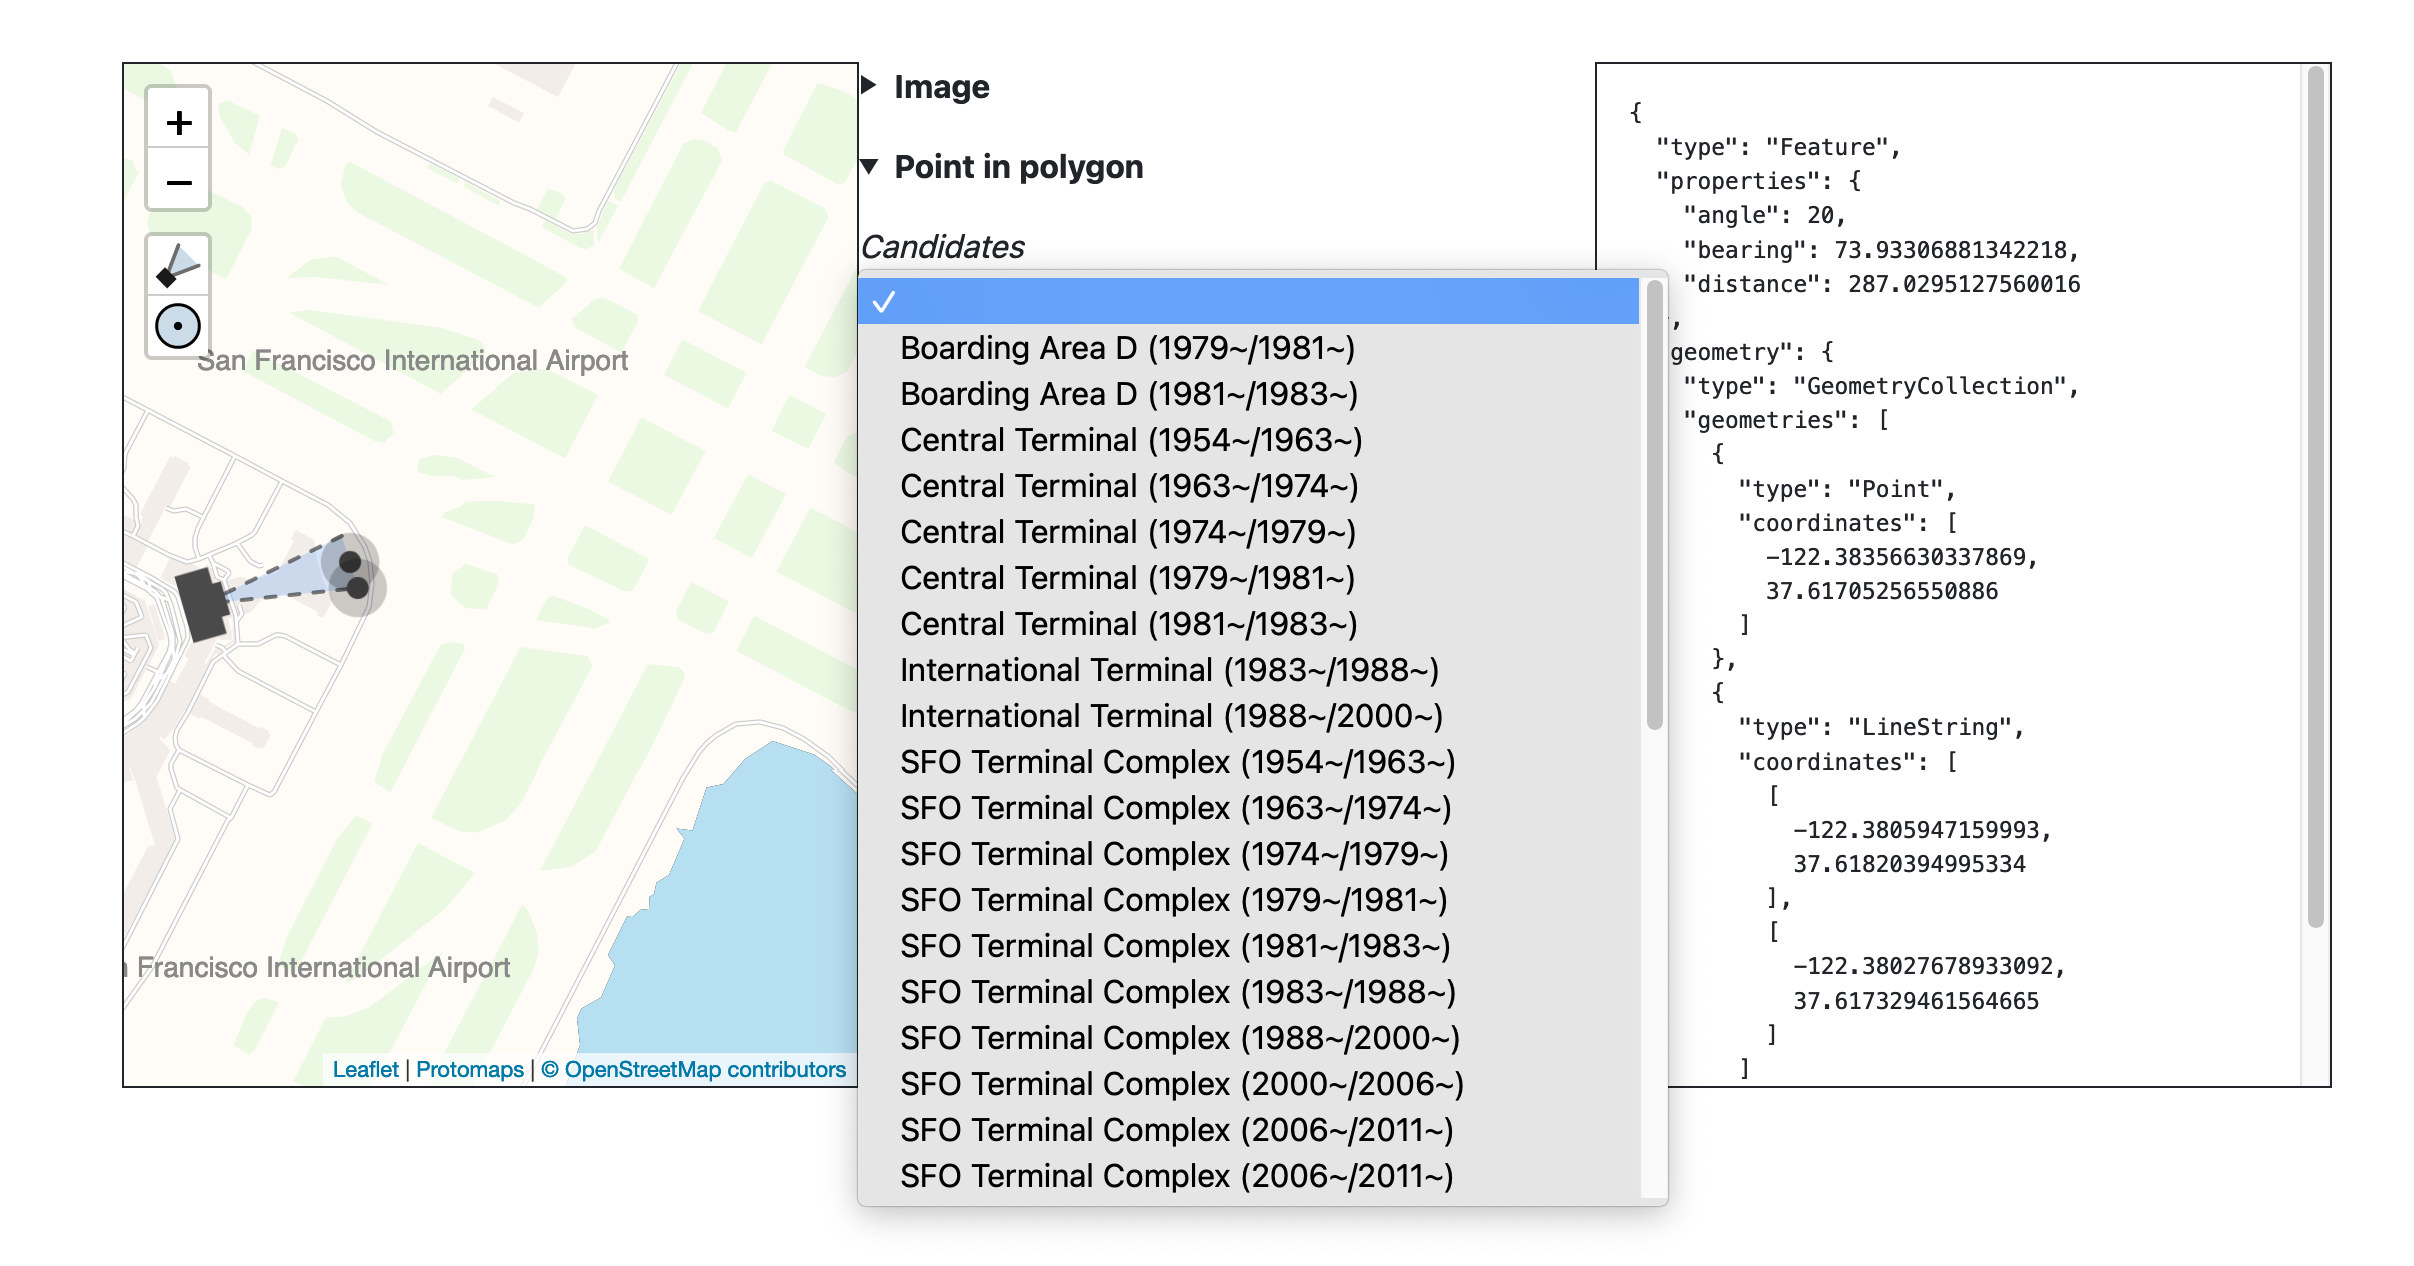 +
−
San Francisco International Airport
Francisco International Airport
Leaflet | Protomaps | © OpenStreetMap contributors
Image
Point in polygon
Candidates
✓
Boarding Area D (1979~/1981~)
Boarding Area D (1981~/1983~)
Central Terminal (1954~/1963~)
Central Terminal (1963~/1974~)
Central Terminal (1974~/1979~)
Central Terminal (1979~/1981~)
Central Terminal (1981~/1983~)
International Terminal (1983~/1988~)
International Terminal (1988~/2000~)
SFO Terminal Complex (1954~/1963~)
SFO Terminal Complex (1963~/1974~)
SFO Terminal Complex (1974~/1979~)
SFO Terminal Complex (1979~/1981~)
SFO Terminal Complex (1981~/1983~)
SFO Terminal Complex (1983~/1988~)
SFO Terminal Complex (1988~/2000~)
SFO Terminal Complex (2000~/2006~)
SFO Terminal Complex (2006~/2011~)
SFO Terminal Complex (2006~/2011~)
{
"type": "Feature",
"properties": {
"angle": 20,
"bearing": 73.93306881342218,
"distance": 287.0295127560016
,
geometry": {
"type": "GeometryCollection",
"geometries": [
{
"type": "Point",
"coordinates": [
-122.38356630337869,
37.61705256550886
]
},
{
"type": "LineString",
"coordinates": [
[
-122.3805947159993,
37.61820394995334
],
[
-122.38027678933092,
37.617329461564665
]
]